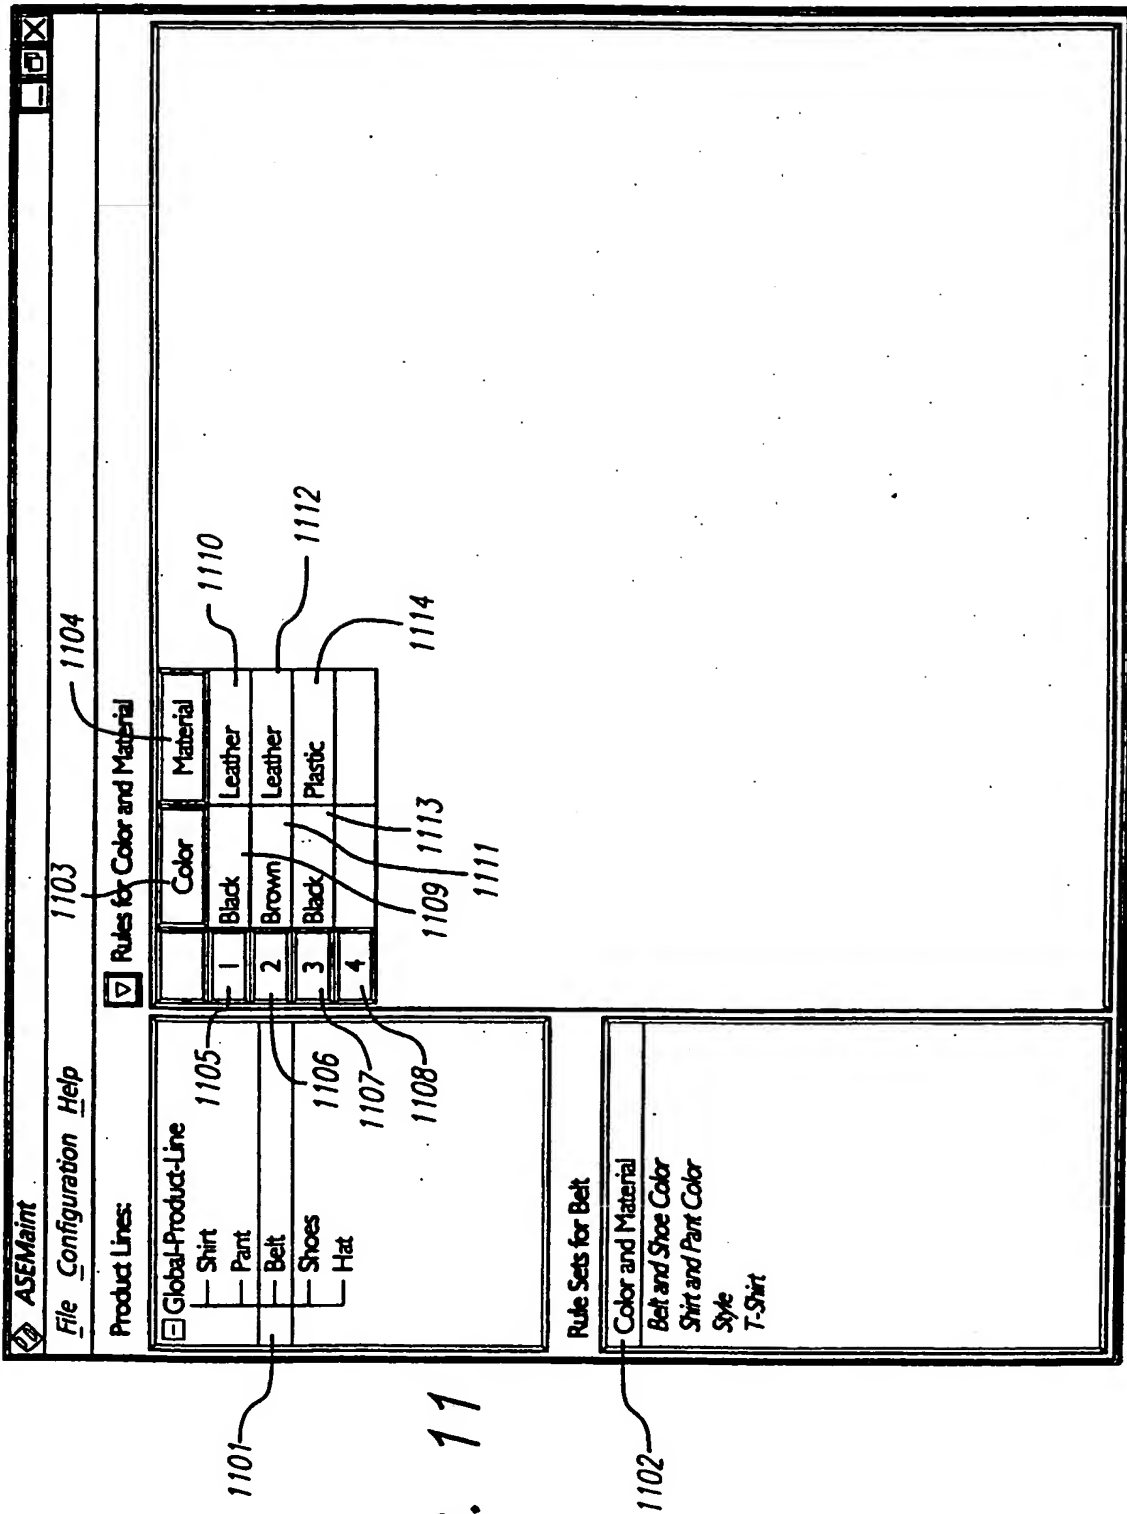 ASEMaint
File Configuration Help
Product Lines:
Global-Product-Line
Shirt
Pant
Belt
Shoes
Hat
1101
1105
1106
1107
1108
Rule Sets for Belt
Color and Material
Belt and Shoe Color
Shirt and Pant Color
Style
T-Shirt
1102
Rules for Color and Material
1103
1104
Color Material
1 Black Leather
2 Brown Leather
3 Black Plastic
4
1109
1110
1111
1112
1113
1114
11